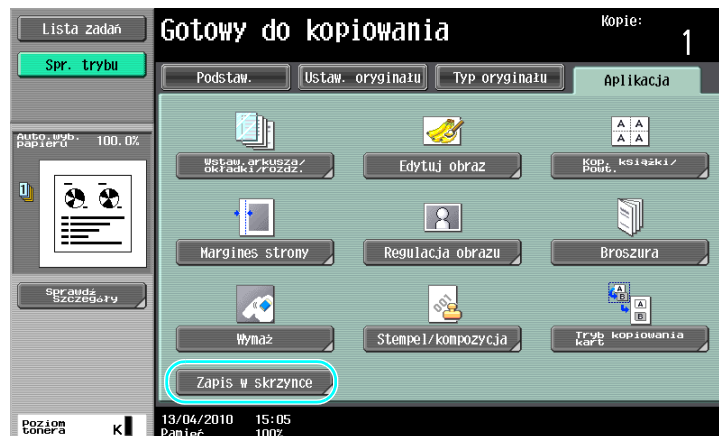 Lista zadań
Gotowy do kopiowania
Kopie:
1
Spr. trybu
Podstaw.
Ustaw. oryginału
Typ oryginału
Aplikacja
Auto.wyb.
papieru
100.0%
Wstaw.arkusza/
okładki/rozdz.
Edytuj obraz
A A
A A
Kop. książki/
Powt.
Margines strony
Regulacja obrazu
Broszura
Sprawdź
Szczegóły
Wymaż
001
Stempel/kompozycja
A
B
A
B
Tryb kopiowania
kart
Zapis w skrzynce
Poziom
tonera
K
13/04/2010 15:05
Pamięć 100%